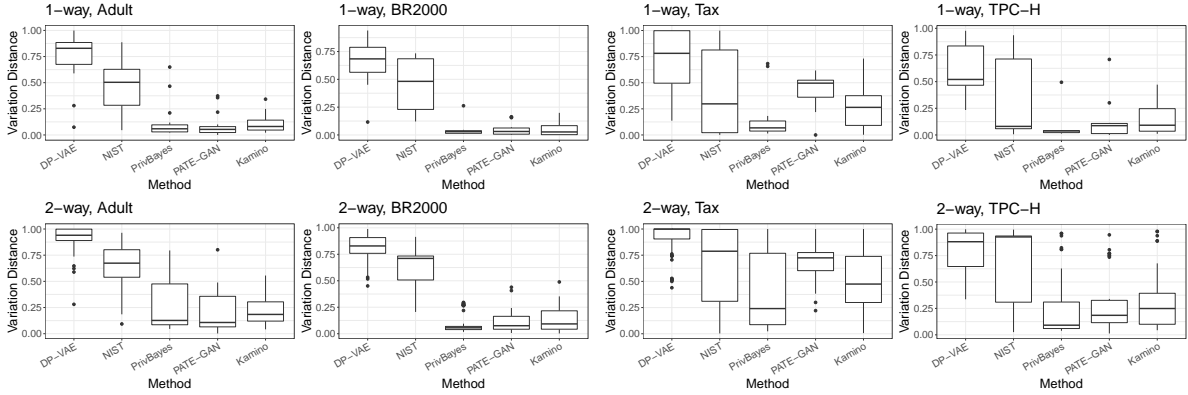 1−way, Adult
Variation Distance
1.00
0.75
0.50
0.25
0.00
DP−VAE
NIST
PrivBayes
PATE−GAN
Kamino
Method
1−way, BR2000
Variation Distance
0.75
0.50
0.25
0.00
DP−VAE
NIST
PrivBayes
PATE−GAN
Kamino
Method
1−way, Tax
Variation Distance
1.00
0.75
0.50
0.25
0.00
DP−VAE
NIST
PrivBayes
PATE−GAN
Kamino
Method
1−way, TPC−H
Variation Distance
1.00
0.75
0.50
0.25
0.00
DP−VAE
NIST
PrivBayes
PATE−GAN
Kamino
Method
2−way, Adult
Variation Distance
1.00
0.75
0.50
0.25
0.00
DP−VAE
NIST
PrivBayes
PATE−GAN
Kamino
Method
2−way, BR2000
Variation Distance
1.00
0.75
0.50
0.25
0.00
DP−VAE
NIST
PrivBayes
PATE−GAN
Kamino
Method
2−way, Tax
Variation Distance
1.00
0.75
0.50
0.25
0.00
DP−VAE
NIST
PrivBayes
PATE−GAN
Kamino
Method
2−way, TPC−H
Variation Distance
1.00
0.75
0.50
0.25
0.00
DP−VAE
NIST
PrivBayes
PATE−GAN
Kamino
Method